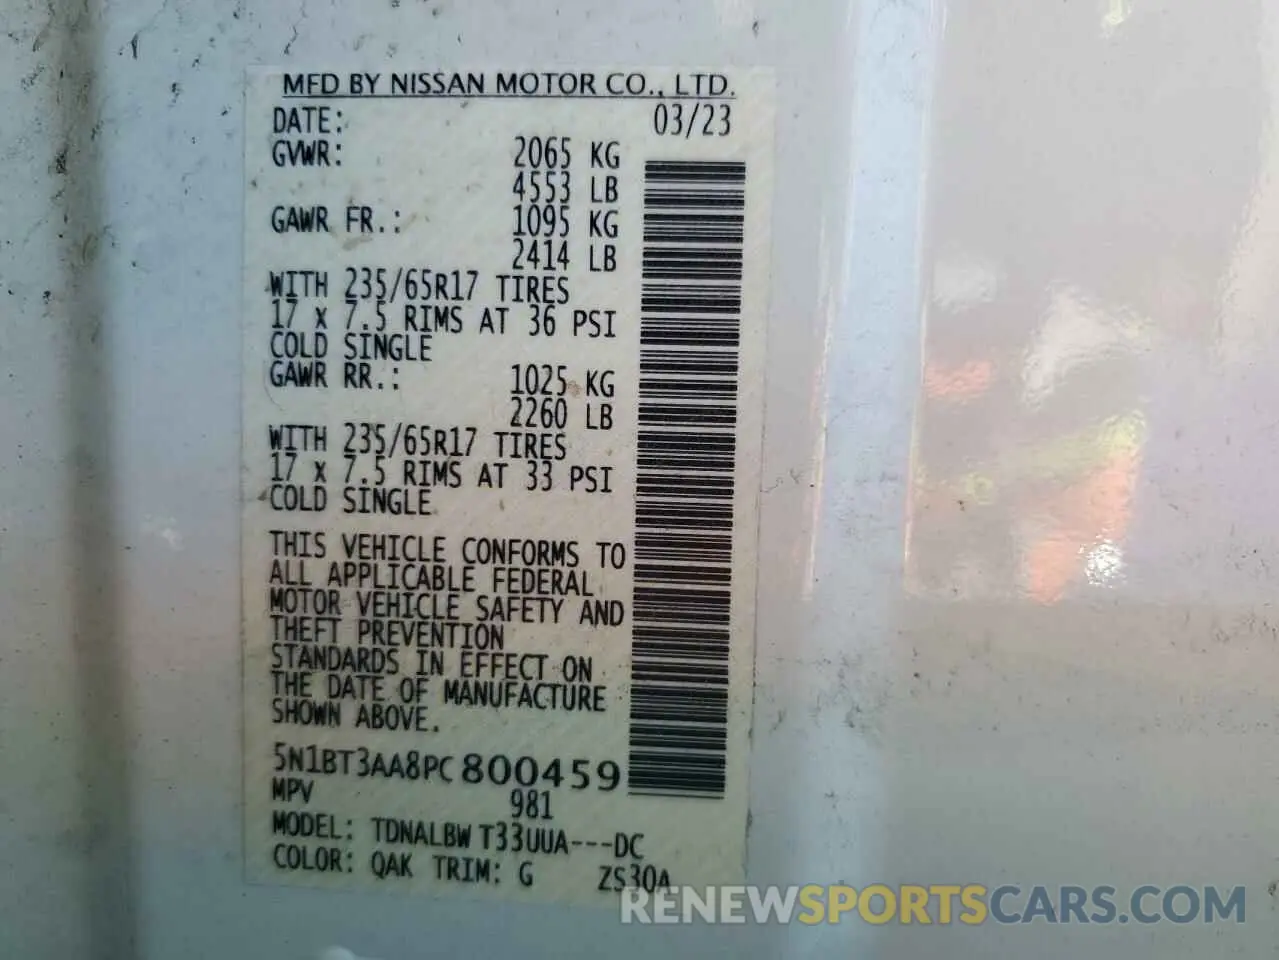 MFD BY NISSAN MOTOR CO., LTD.
DATE: 03/23
GVWR: 2065 KG
4553 LB
GAWR FR.: 1095 KG
2414 LB
WITH 235/65R17 TIRES
17 x 7.5 RIMS AT 36 PSI
COLD SINGLE
GAWR RR.: 1025 KG
2260 LB
WITH 235/65R17 TIRES
17 x 7.5 RIMS AT 33 PSI
COLD SINGLE
THIS VEHICLE CONFORMS TO
ALL APPLICABLE FEDERAL
MOTOR VEHICLE SAFETY AND
THEFT PREVENTION
STANDARDS IN EFFECT ON
THE DATE OF MANUFACTURE
SHOWN ABOVE.
5N1BT3AA8PC800459
MPV 981
MODEL: TDNALBW T33UUA---DC
COLOR: QAK TRIM: G ZS30A
RENEWSPORTSCARS.COM